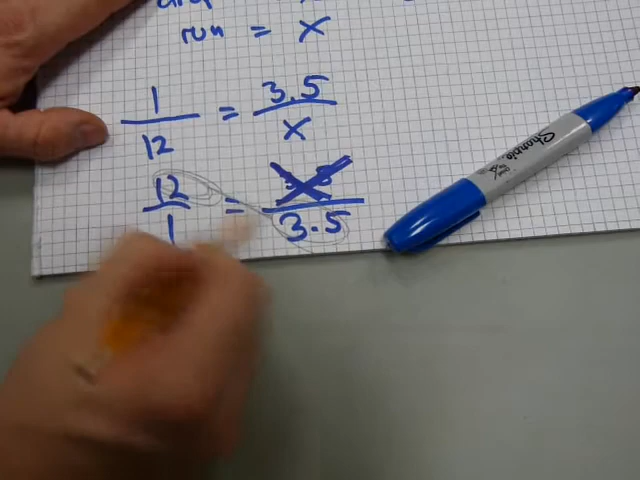 run = X
1/12 = 3.5/X
12/1 = X/3.5
Sharpie